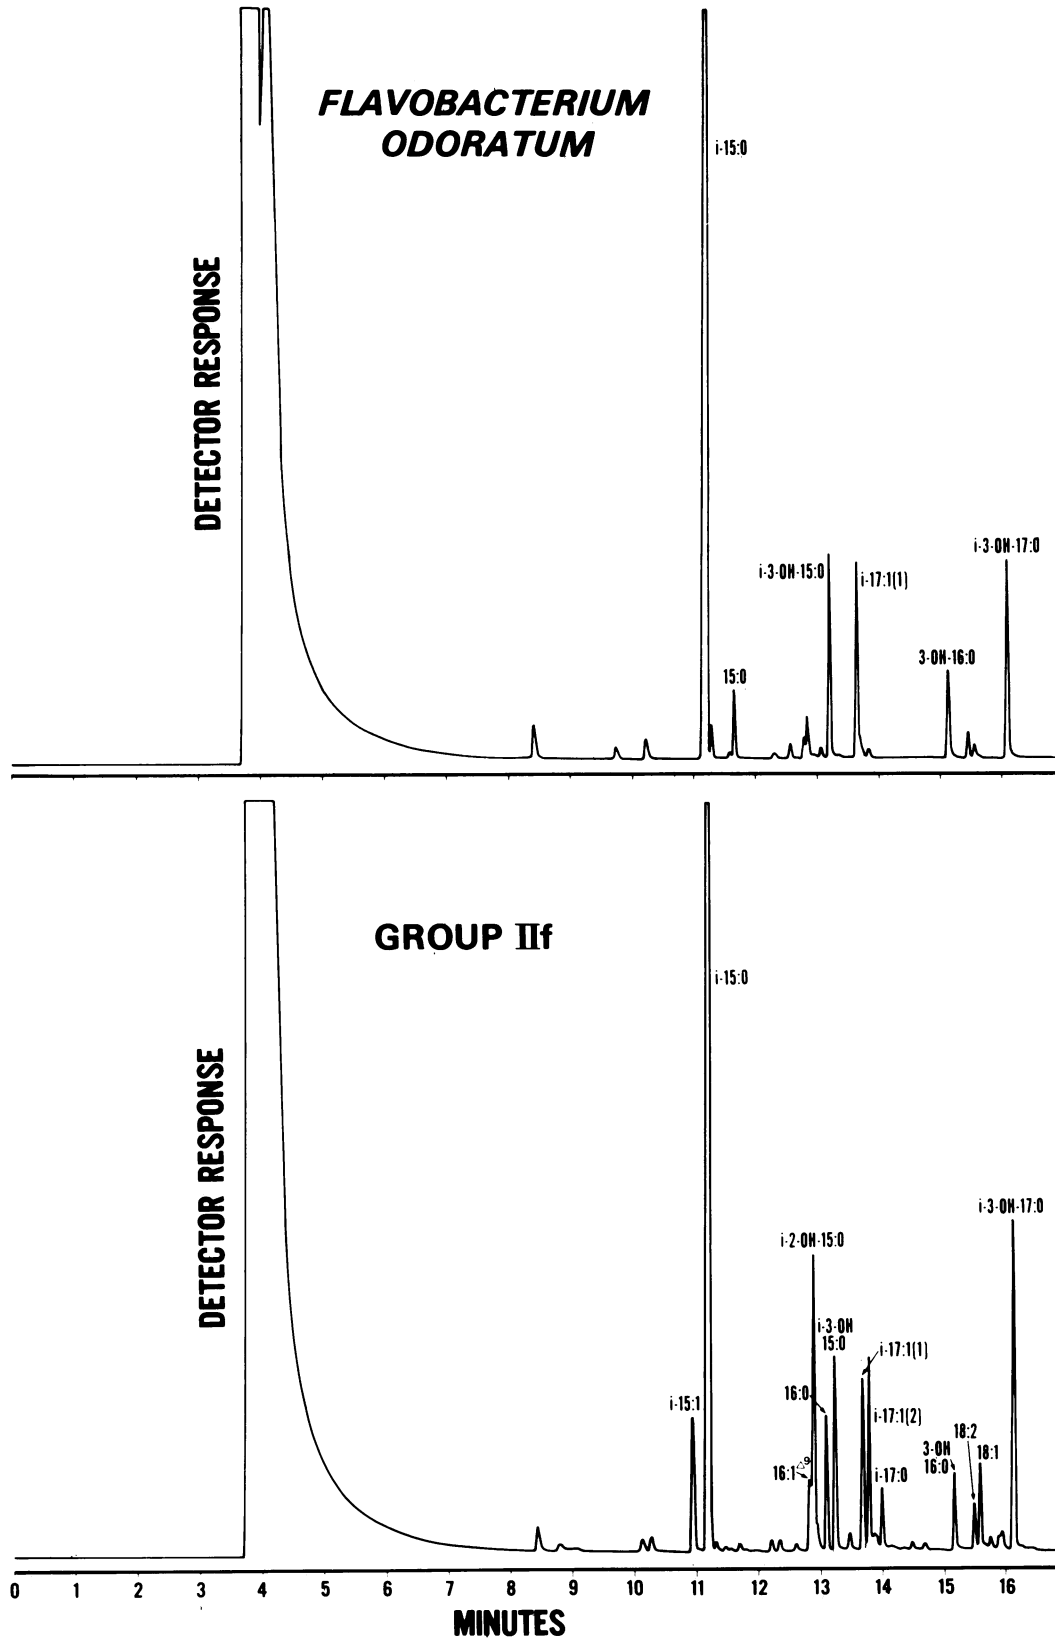 FLAVOBACTERIUM
ODORATUM
DETECTOR RESPONSE
i-15:0
15:0
i-3-OH-15:0
i-17:1(1)
3-OH-16:0
i-3-OH-17:0
GROUP IIf
DETECTOR RESPONSE
i-15:1
i-15:0
16:1△9
16:0
i-2-OH-15:0
i-3-OH
15:0
i-17:1(1)
i-17:1(2)
i-17:0
3-OH
16:0
18:2
18:1
i-3-OH-17:0
0 1 2 3 4 5 6 7 8 9 10 11 12 13 14 15 16
MINUTES